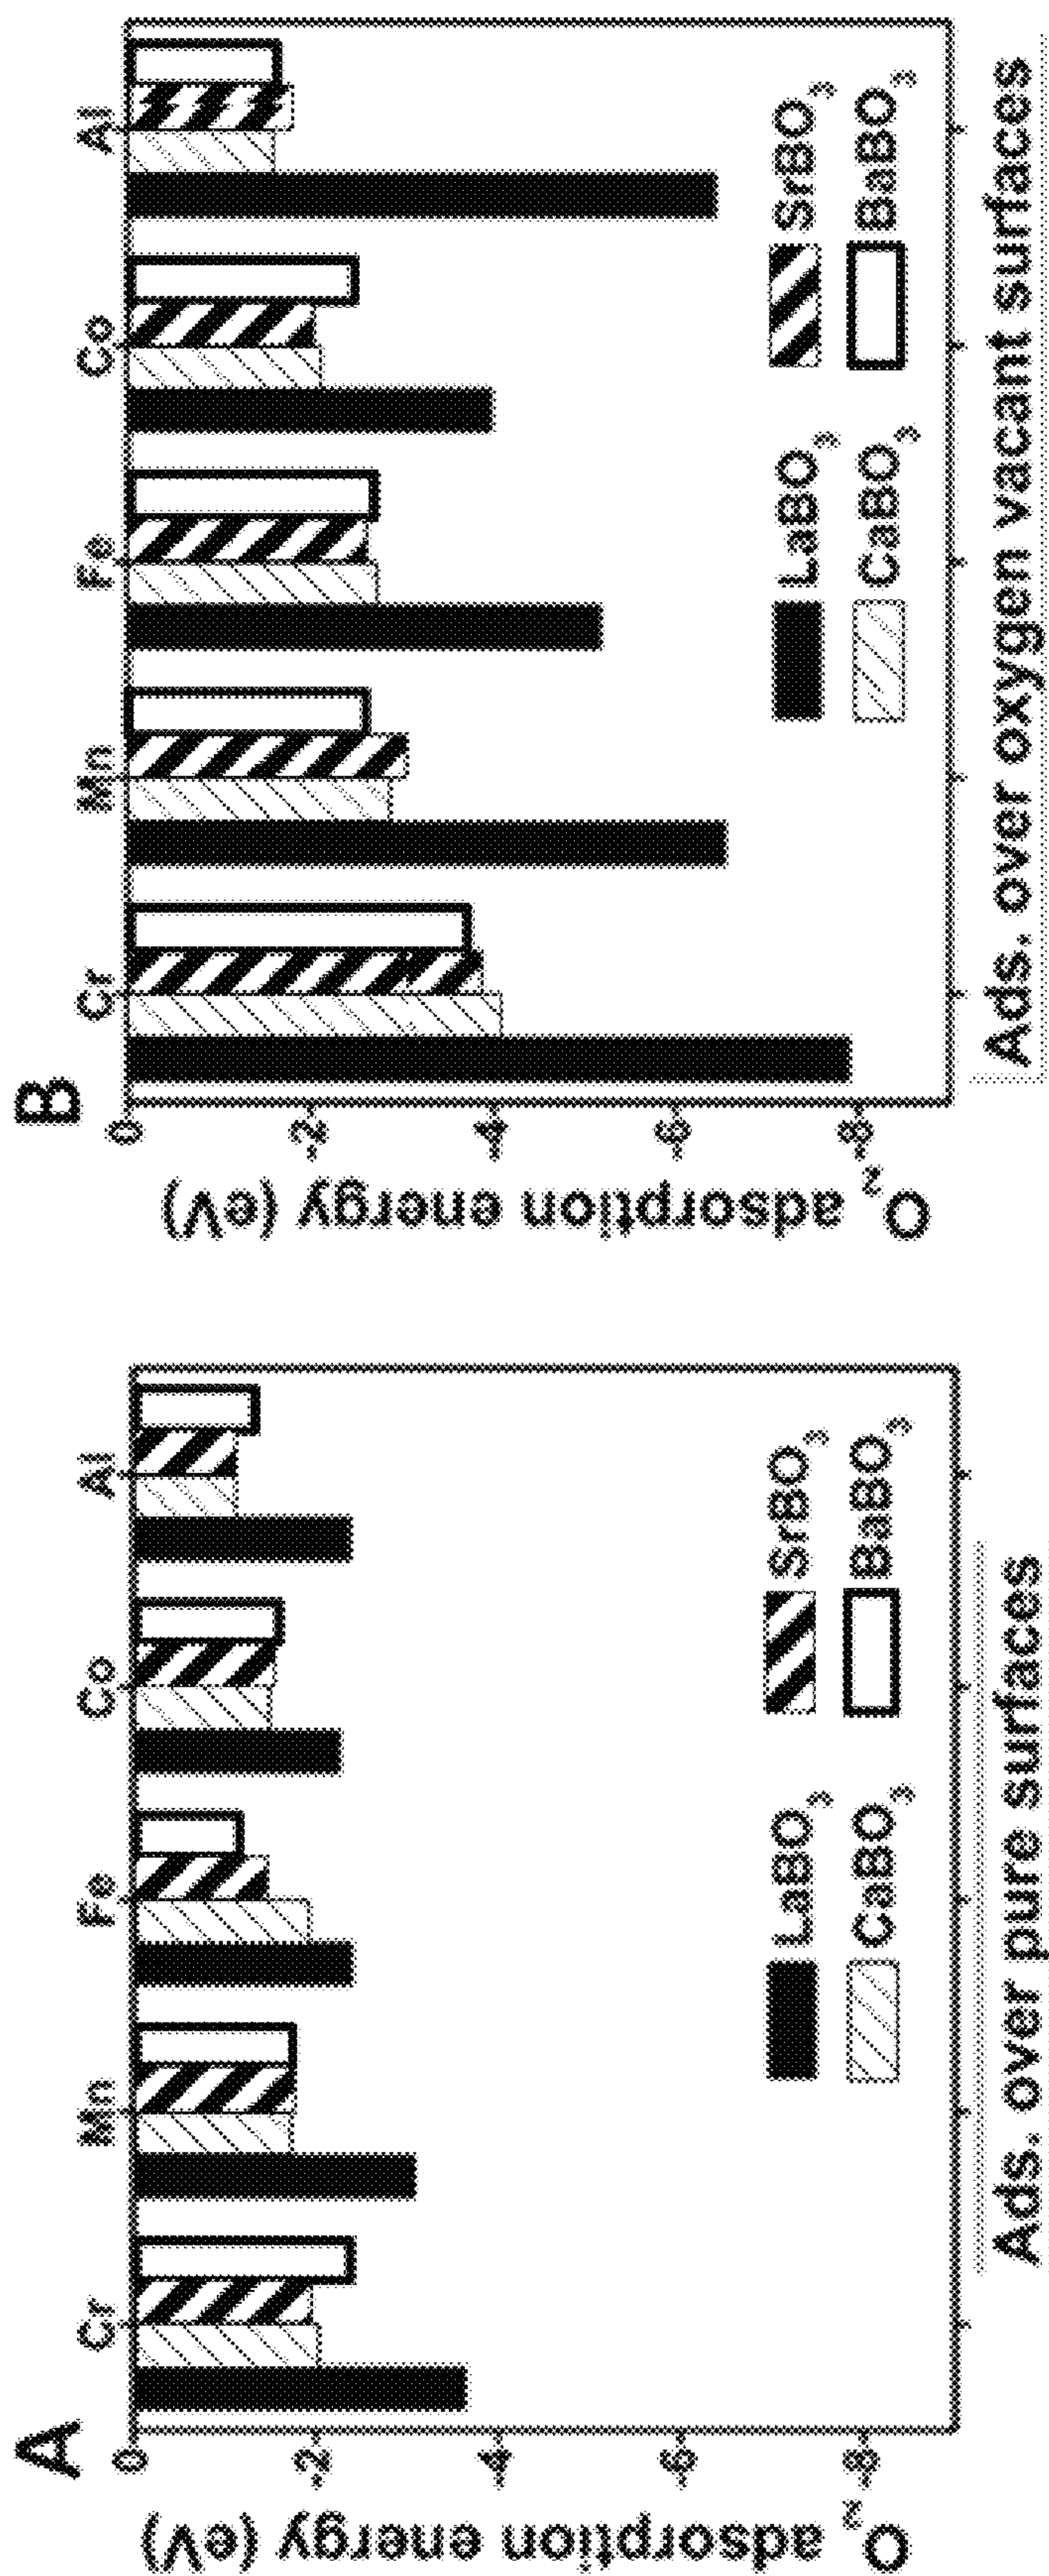 A
O2 adsorption energy (eV)
0
-2
-4
-6
-8
Cr Mn Fe Co Al
LaBO3 SrBO3
CaBO3 BaBO3
Ads. over pure surfaces
B
O2 adsorption energy (eV)
0
-2
-4
-6
-8
Cr Mn Fe Co Al
LaBO3 SrBO3
CaBO3 BaBO3
Ads. over oxygen vacant surfaces